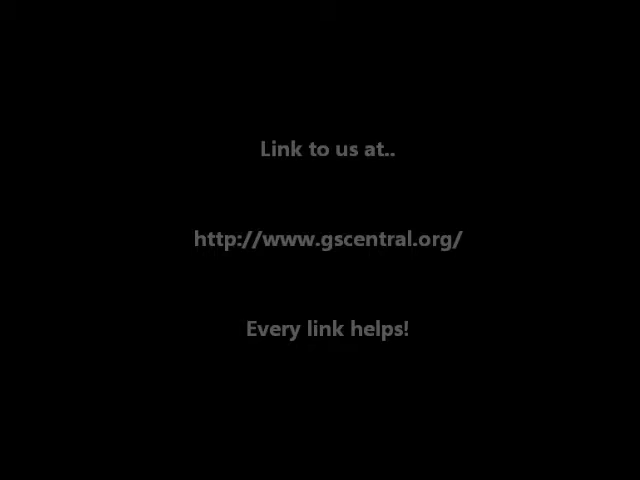 Link to us at..
http://www.gscentral.org/
Every link helps!